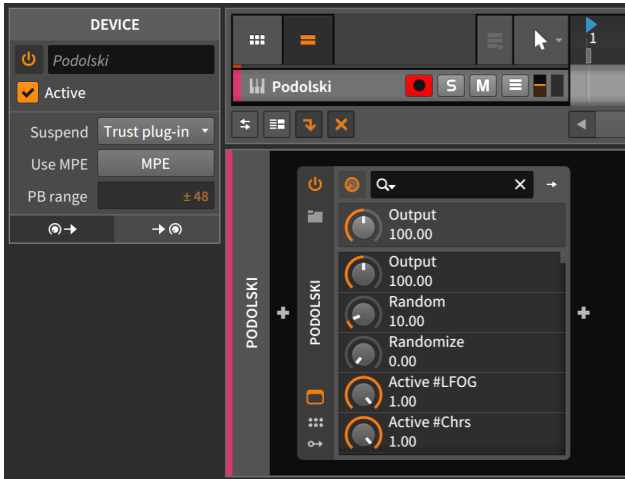 DEVICE
Podolski
Active
Suspend Trust plug-in
Use MPE MPE
PB range ±48
1
Podolski S M
PODOLSKI
PODOLSKI
Output
100.00
Output
100.00
Random
10.00
Randomize
0.00
Active #LFOG
1.00
Active #Chrs
1.00